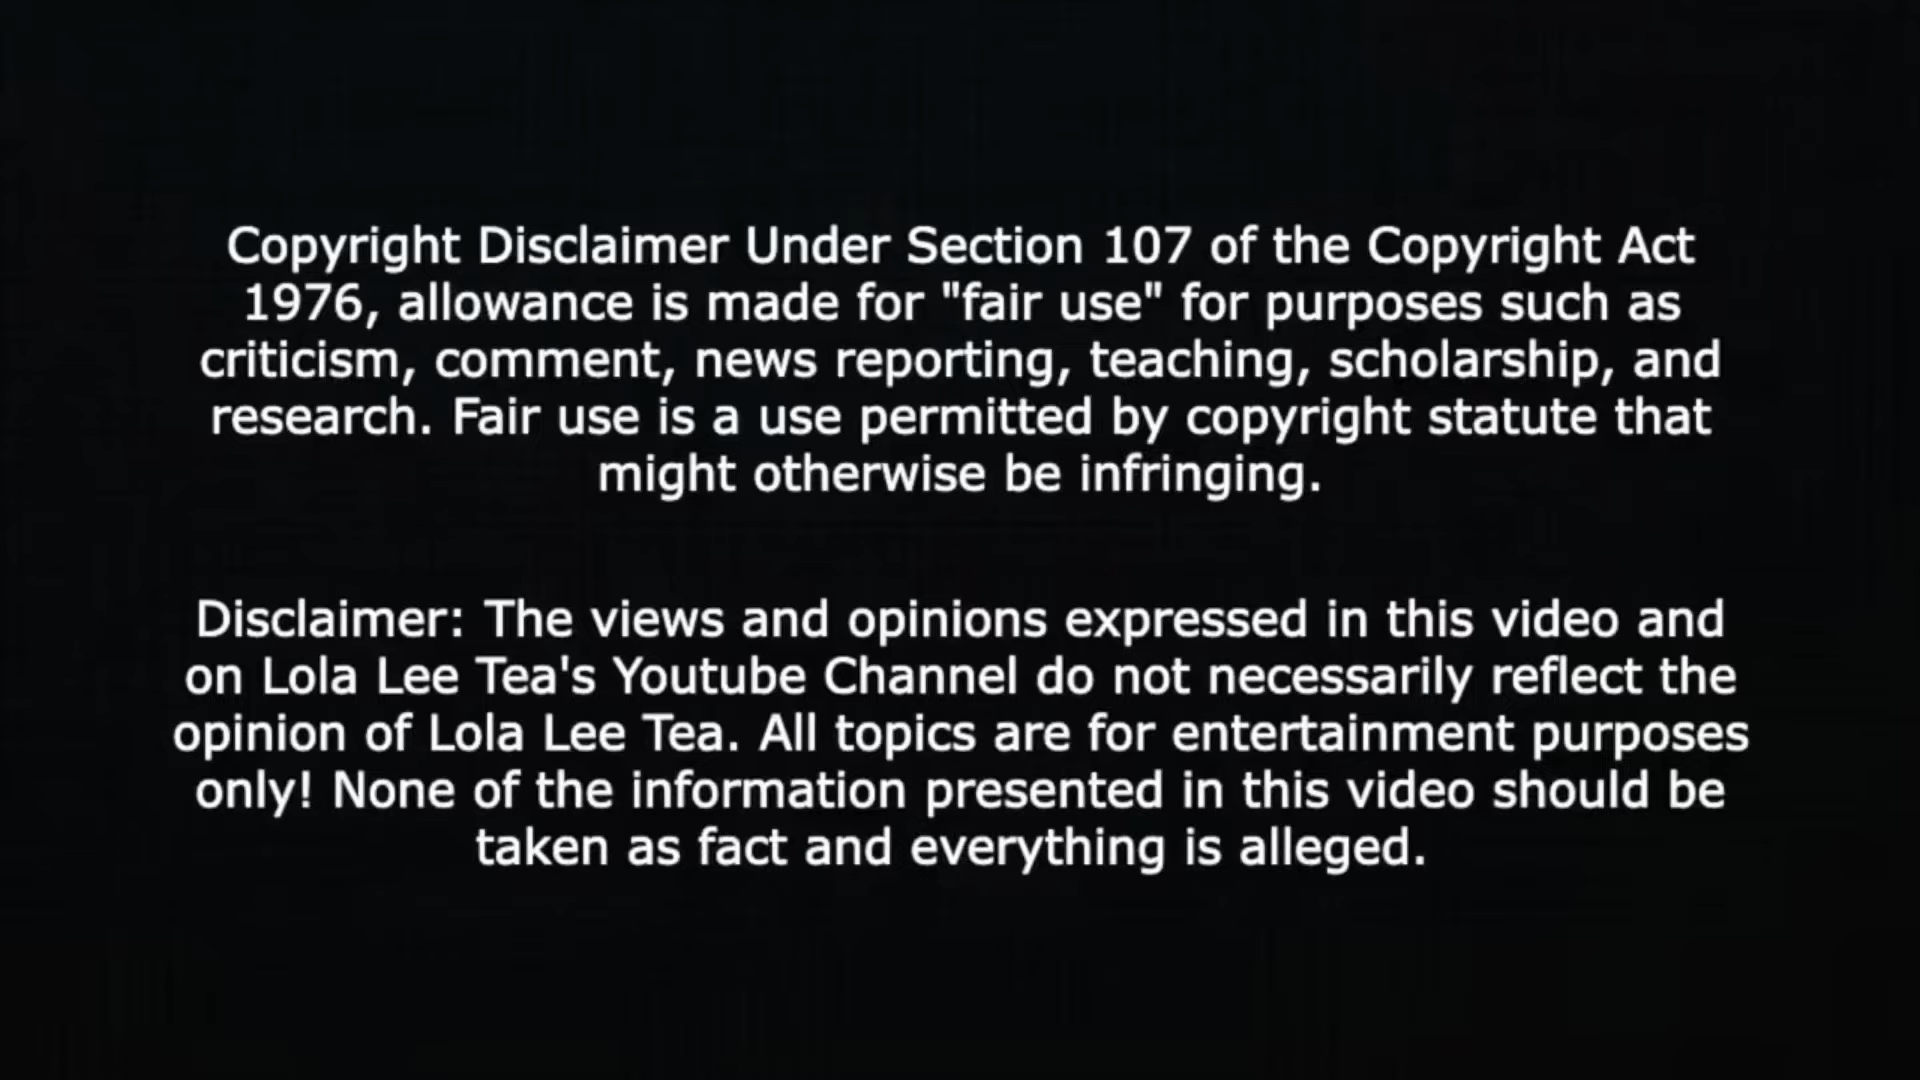 Copyright Disclaimer Under Section 107 of the Copyright Act
1976, allowance is made for "fair use" for purposes such as
criticism, comment, news reporting, teaching, scholarship, and
research. Fair use is a use permitted by copyright statute that
might otherwise be infringing.
Disclaimer: The views and opinions expressed in this video and
on Lola Lee Tea's Youtube Channel do not necessarily reflect the
opinion of Lola Lee Tea. All topics are for entertainment purposes
only! None of the information presented in this video should be
taken as fact and everything is alleged.